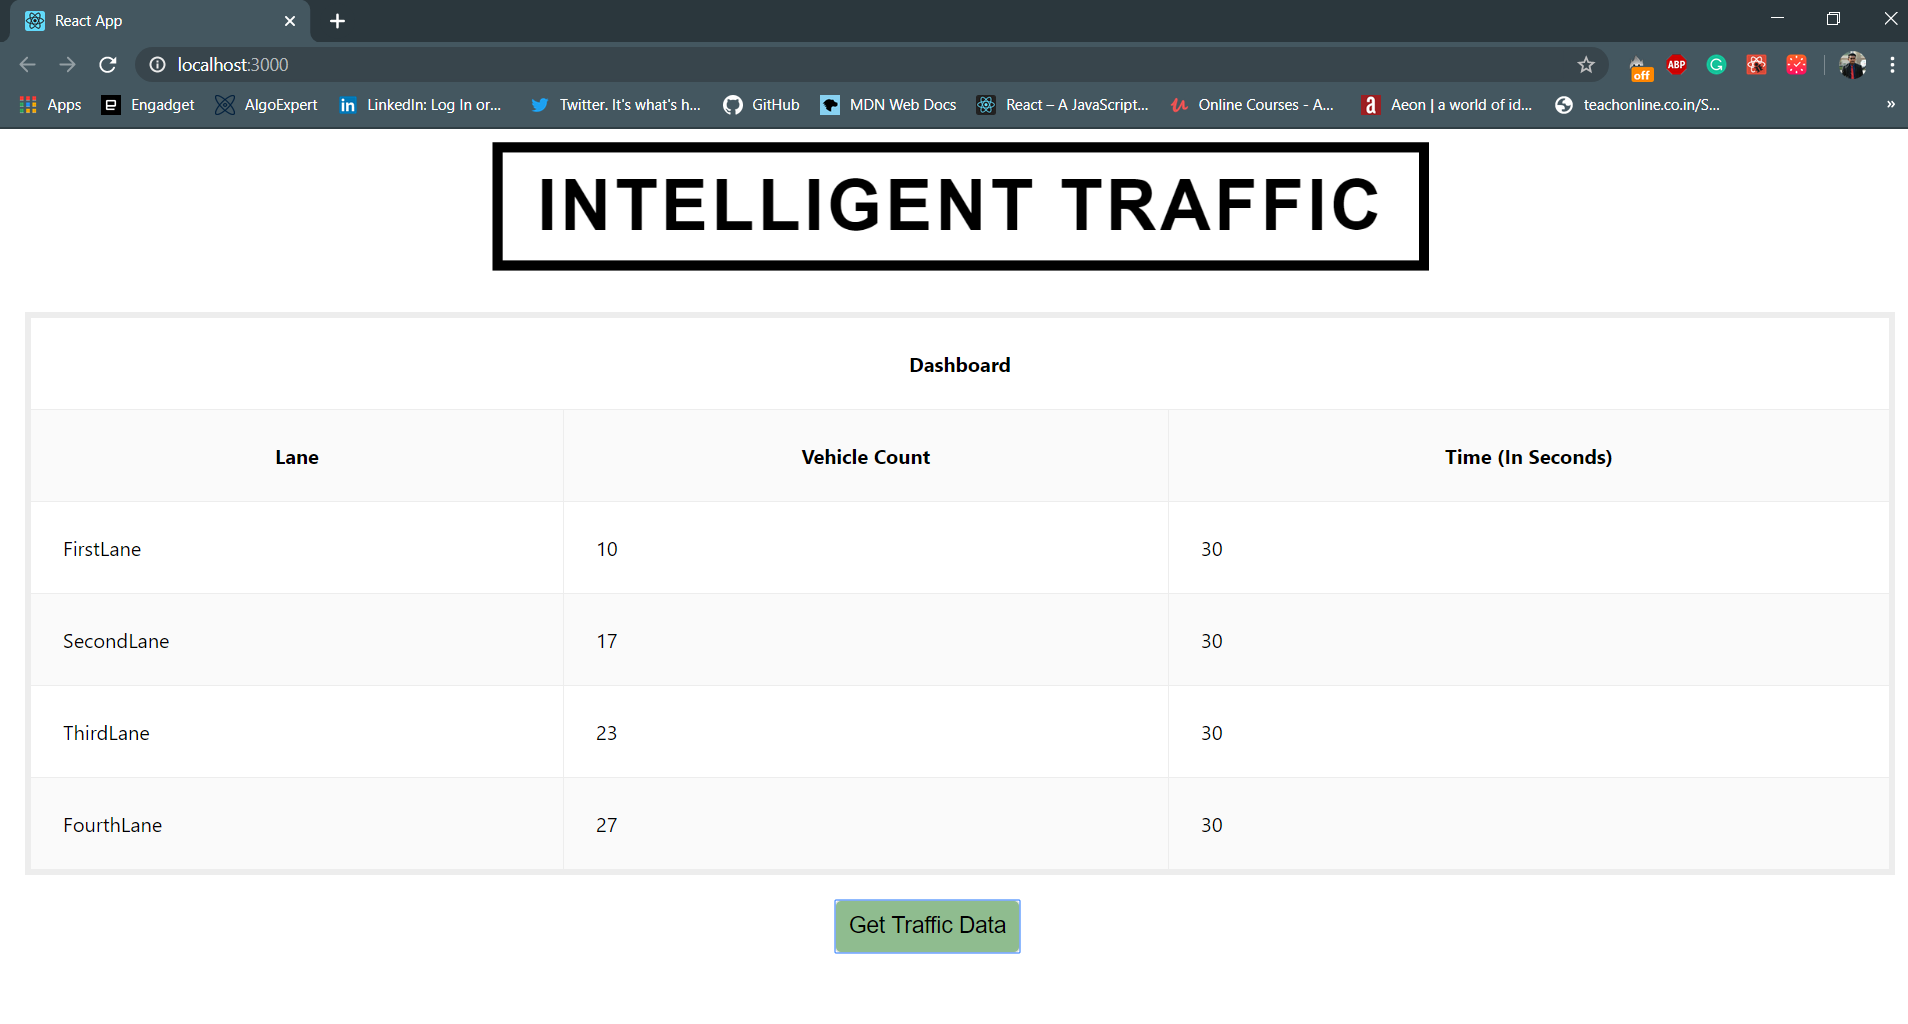 React App
localhost:3000
off
ABP
Apps
Engadget
AlgoExpert
in
LinkedIn: Log In or...
Twitter. It's what's h...
GitHub
MDN Web Docs
React – A JavaScript...
Online Courses - A...
a
Aeon | a world of id...
teachonline.co.in/S...
»
INTELLIGENT TRAFFIC
Dashboard
Lane Vehicle Count Time (In Seconds)
FirstLane 10 30
SecondLane 17 30
ThirdLane 23 30
FourthLane 27 30
Get Traffic Data